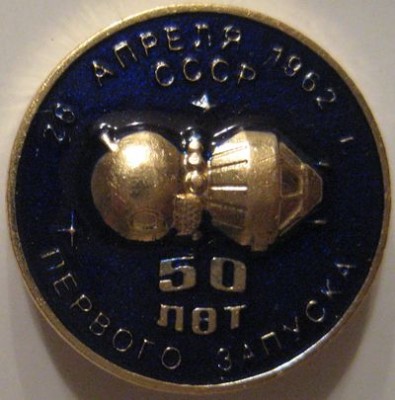 26 АПРЕЛЯ 1962 г.
СССР
50
ЛЕТ
ПЕРВОГО ЗАПУСКА